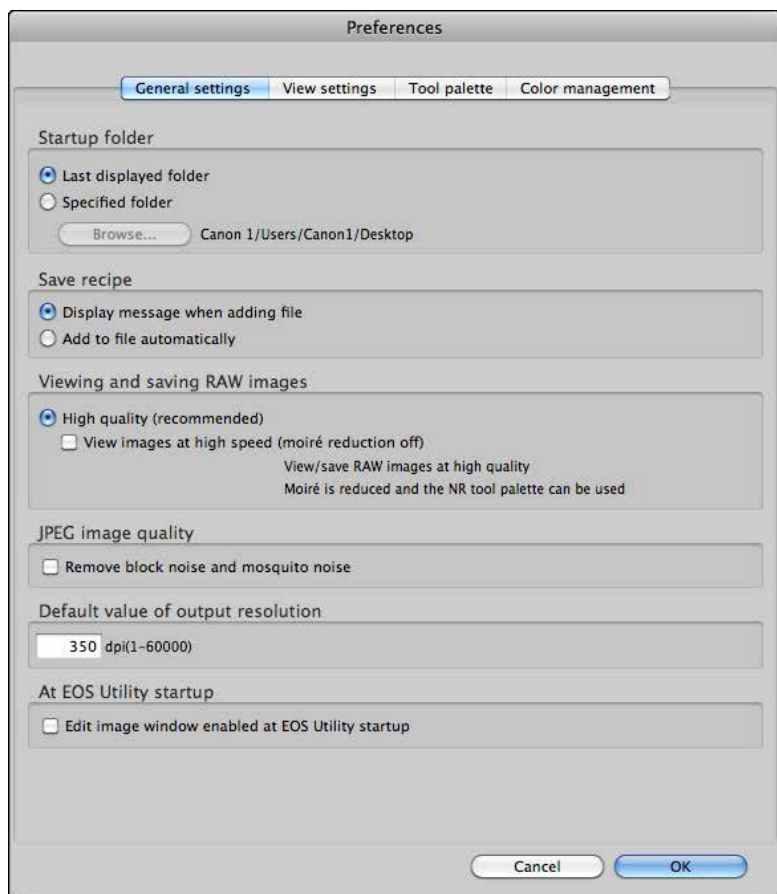 Preferences
General settings View settings Tool palette Color management
Startup folder
Last displayed folder
Specified folder
Browse... Canon 1/Users/Canon1/Desktop
Save recipe
Display message when adding file
Add to file automatically
Viewing and saving RAW images
High quality (recommended)
View images at high speed (moiré reduction off)
View/save RAW images at high quality
Moiré is reduced and the NR tool palette can be used
JPEG image quality
Remove block noise and mosquito noise
Default value of output resolution
350 dpi(1-60000)
At EOS Utility startup
Edit image window enabled at EOS Utility startup
Cancel OK